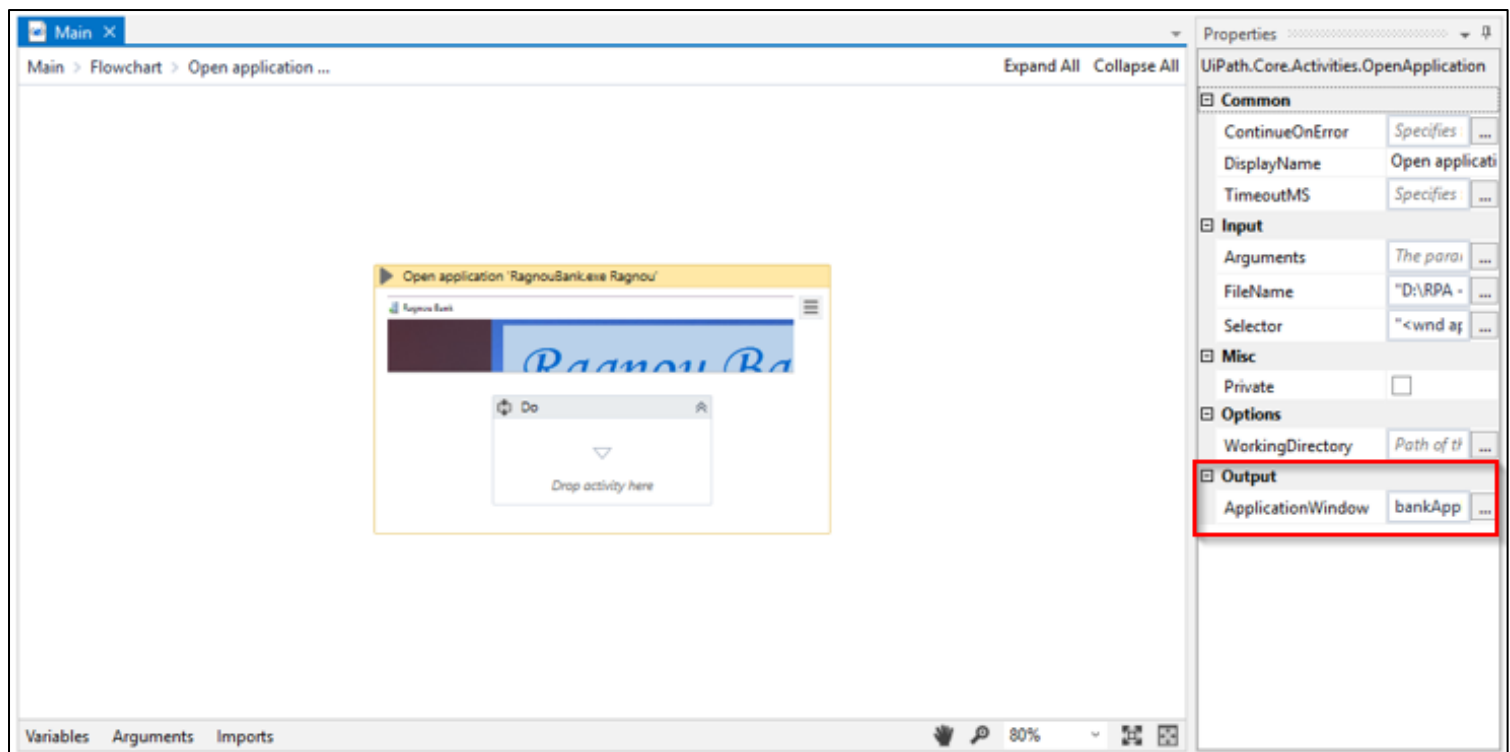 Main
Main > Flowchart > Open application ...
Expand All Collapse All
Open application 'RagnouBank.exe Ragnou'
Ragnou Bank
Ragnou Ba
Do
Drop activity here
Variables Arguments Imports
80%
Properties
UiPath.Core.Activities.OpenApplication
Common
ContinueOnError Specifies ...
DisplayName Open applicati
TimeoutMS Specifies ...
Input
Arguments The para ...
FileName "D:\RPA - ...
Selector "<wnd ap ...
Misc
Private
Options
WorkingDirectory Path of th ...
Output
ApplicationWindow bankApp ...